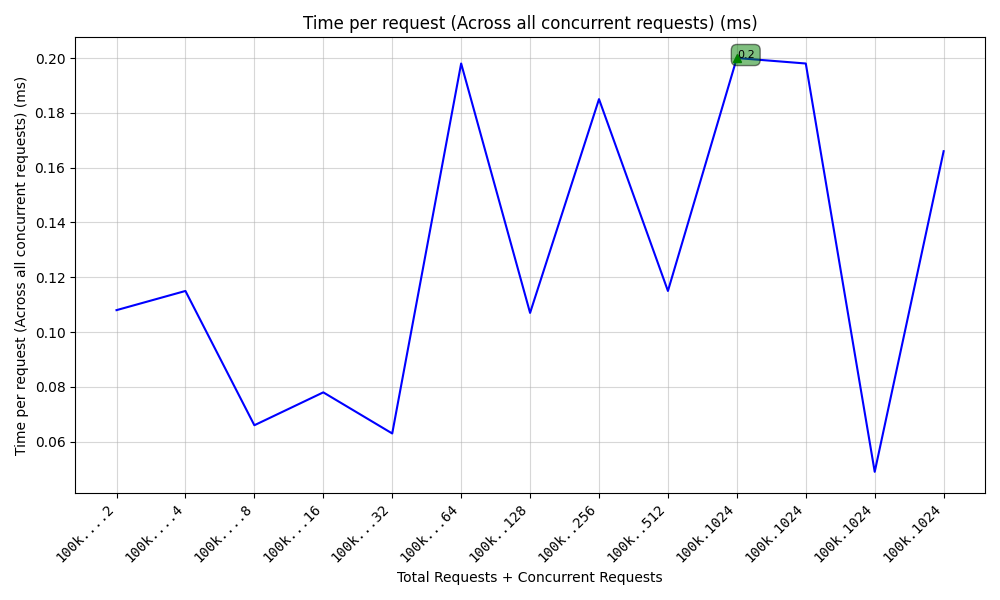 Time per request (Across all concurrent requests) (ms)
Time per request (Across all concurrent requests) (ms)
0.20
0.18
0.16
0.14
0.12
0.10
0.08
0.06
0.2
100k....2
100k....4
100k....8
100k...16
100k...32
100k...64
100k..128
100k..256
100k..512
100k.1024
100k.1024
100k.1024
100k.1024
Total Requests + Concurrent Requests